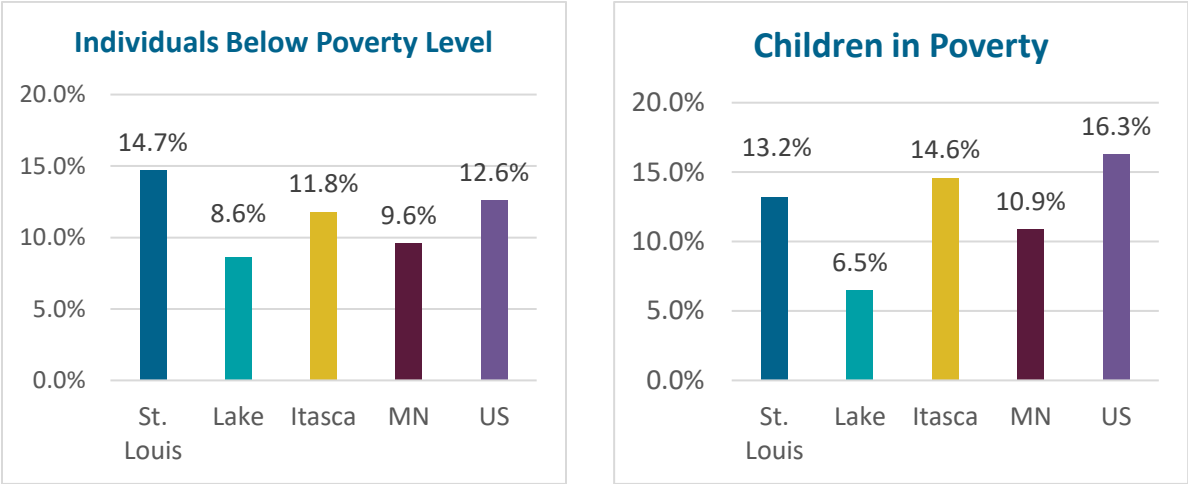 Individuals Below Poverty Level
20.0%
15.0%
10.0%
5.0%
0.0%
14.7%
8.6%
11.8%
9.6%
12.6%
St.
Louis
Lake
Itasca
MN
US
Children in Poverty
20.0%
15.0%
10.0%
5.0%
0.0%
13.2%
6.5%
14.6%
10.9%
16.3%
St.
Louis
Lake
Itasca
MN
US